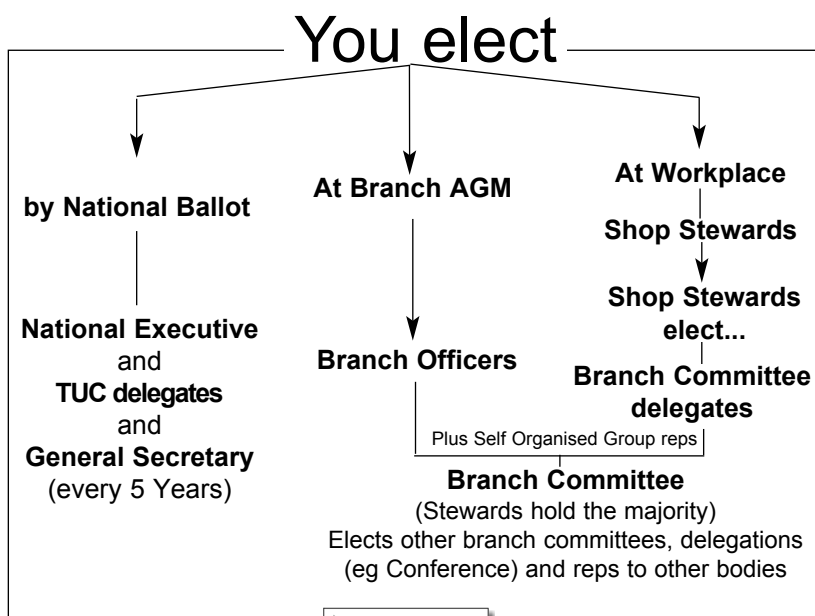 You elect
by National Ballot
National Executive
and
TUC delegates
and
General Secretary
(every 5 Years)
At Branch AGM
Branch Officers
At Workplace
Shop Stewards
Shop Stewards
elect...
Branch Committee
delegates
Plus Self Organised Group reps
Branch Committee
(Stewards hold the majority)
Elects other branch committees, delegations
(eg Conference) and reps to other bodies